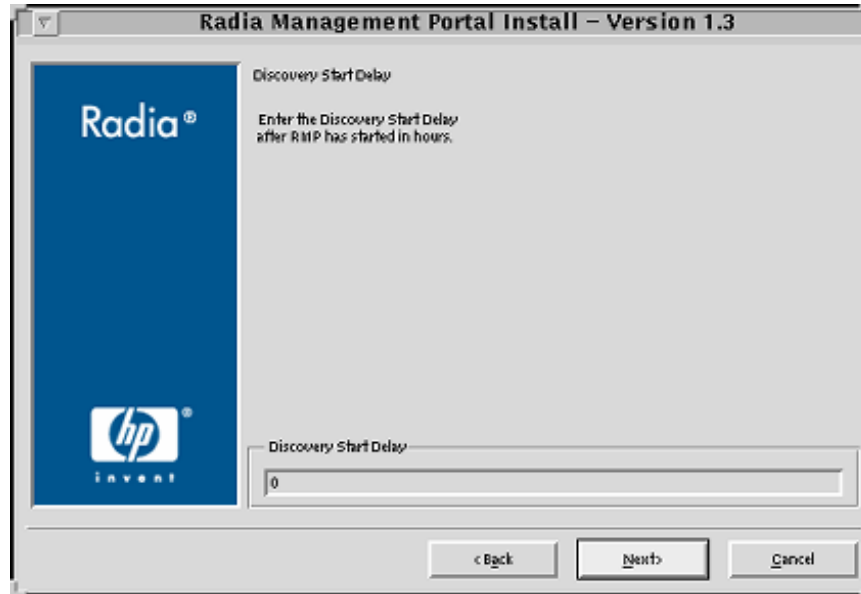 Radia Management Portal Install – Version 1.3
Discovery Start Delay
Radia®
Enter the Discovery Start Delay
after RMP has started in hours.
hp®
invent
Discovery Start Delay
0
<Back
Next>
Cancel